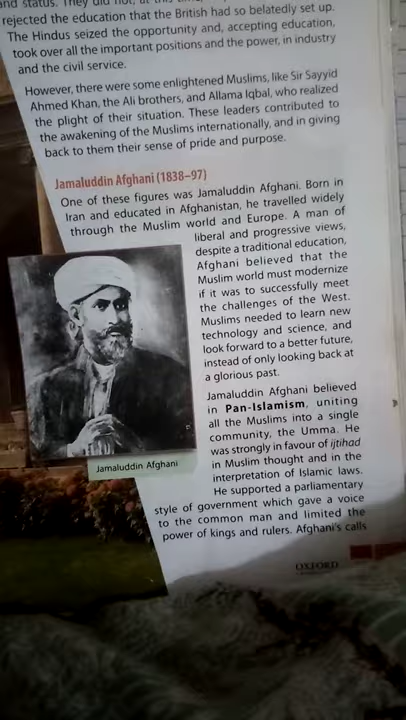 and status. They did not, at this time,
rejected the education that the British had so belatedly set up.
The Hindus seized the opportunity and, accepting education,
took over all the important positions and the power, in industry
and the civil service.
However, there were some enlightened Muslims, like Sir Sayyid
Ahmed Khan, the Ali brothers, and Allama Iqbal, who realized
the plight of their situation. These leaders contributed to
the awakening of the Muslims internationally, and in giving
back to them their sense of pride and purpose.
Jamaluddin Afghani (1838–97)
One of these figures was Jamaluddin Afghani. Born in
Iran and educated in Afghanistan, he travelled widely
through the Muslim world and Europe. A man of
liberal and progressive views,
despite a traditional education,
Afghani believed that the
Muslim world must modernize
if it was to successfully meet
the challenges of the West.
Muslims needed to learn new
technology and science, and
look forward to a better future,
instead of only looking back at
a glorious past.
Jamaluddin Afghani
Jamaluddin Afghani believed
in Pan-Islamism, uniting
all the Muslims into a single
community, the Umma. He
was strongly in favour of ijtihad
in Muslim thought and in the
interpretation of Islamic laws.
He supported a parliamentary
style of government which gave a voice
to the common man and limited the
power of kings and rulers. Afghani's calls
OXFORD